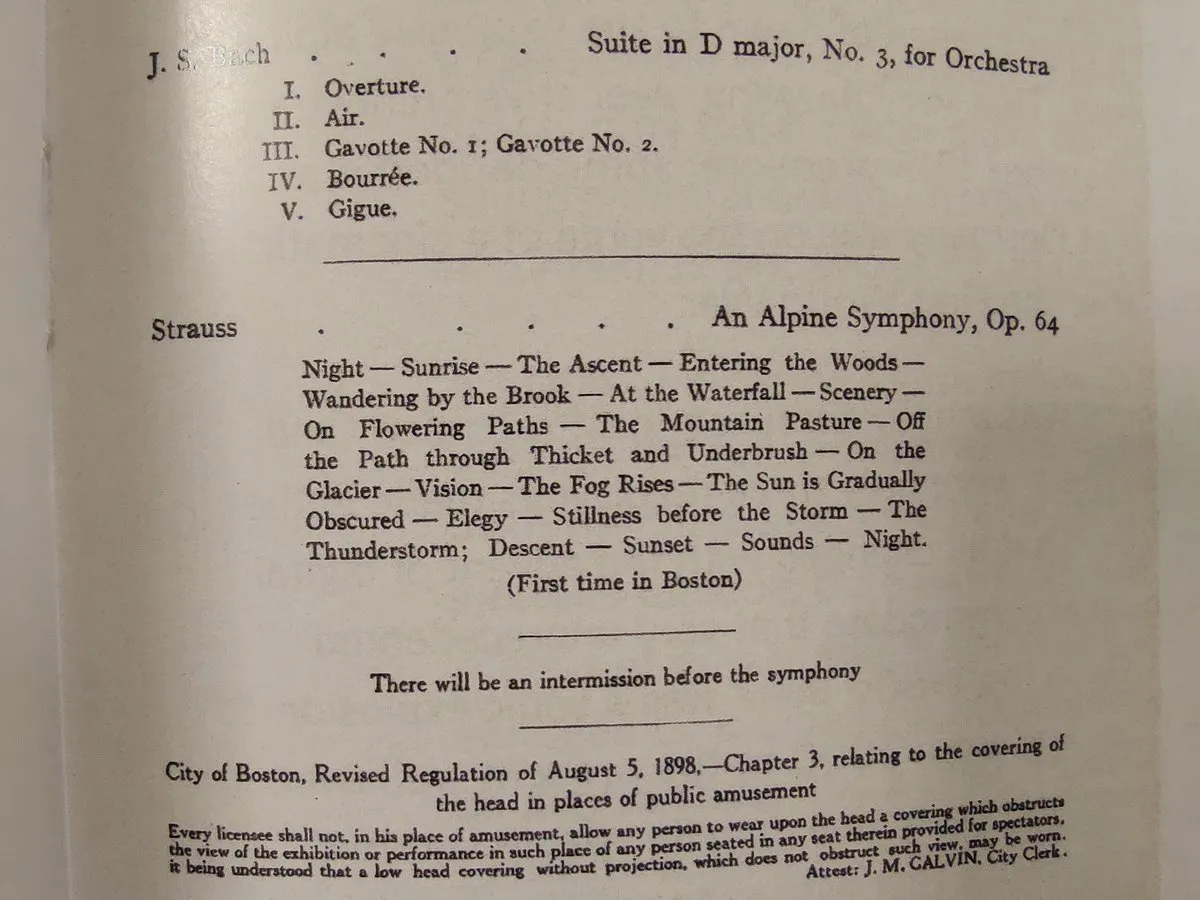 J. S. Bach . . . . Suite in D major, No. 3, for Orchestra
I. Overture.
II. Air.
III. Gavotte No. 1; Gavotte No. 2.
IV. Bourrée.
V. Gigue.
Strauss . . . . . An Alpine Symphony, Op. 64
Night — Sunrise — The Ascent — Entering the Woods —
Wandering by the Brook — At the Waterfall — Scenery —
On Flowering Paths — The Mountain Pasture — Off
the Path through Thicket and Underbrush — On the
Glacier — Vision — The Fog Rises — The Sun is Gradually
Obscured — Elegy — Stillness before the Storm — The
Thunderstorm; Descent — Sunset — Sounds — Night.
(First time in Boston)
There will be an intermission before the symphony
City of Boston, Revised Regulation of August 5, 1898,—Chapter 3, relating to the covering of
the head in places of public amusement
Every licensee shall not, in his place of amusement, allow any person to wear upon the head a covering which obstructs
the view of the exhibition or performance in such place of any person seated in any seat therein provided for spectators,
it being understood that a low head covering without projection, which does not obstruct such view, may be worn.
Attest: J. M. GALVIN, City Clerk.